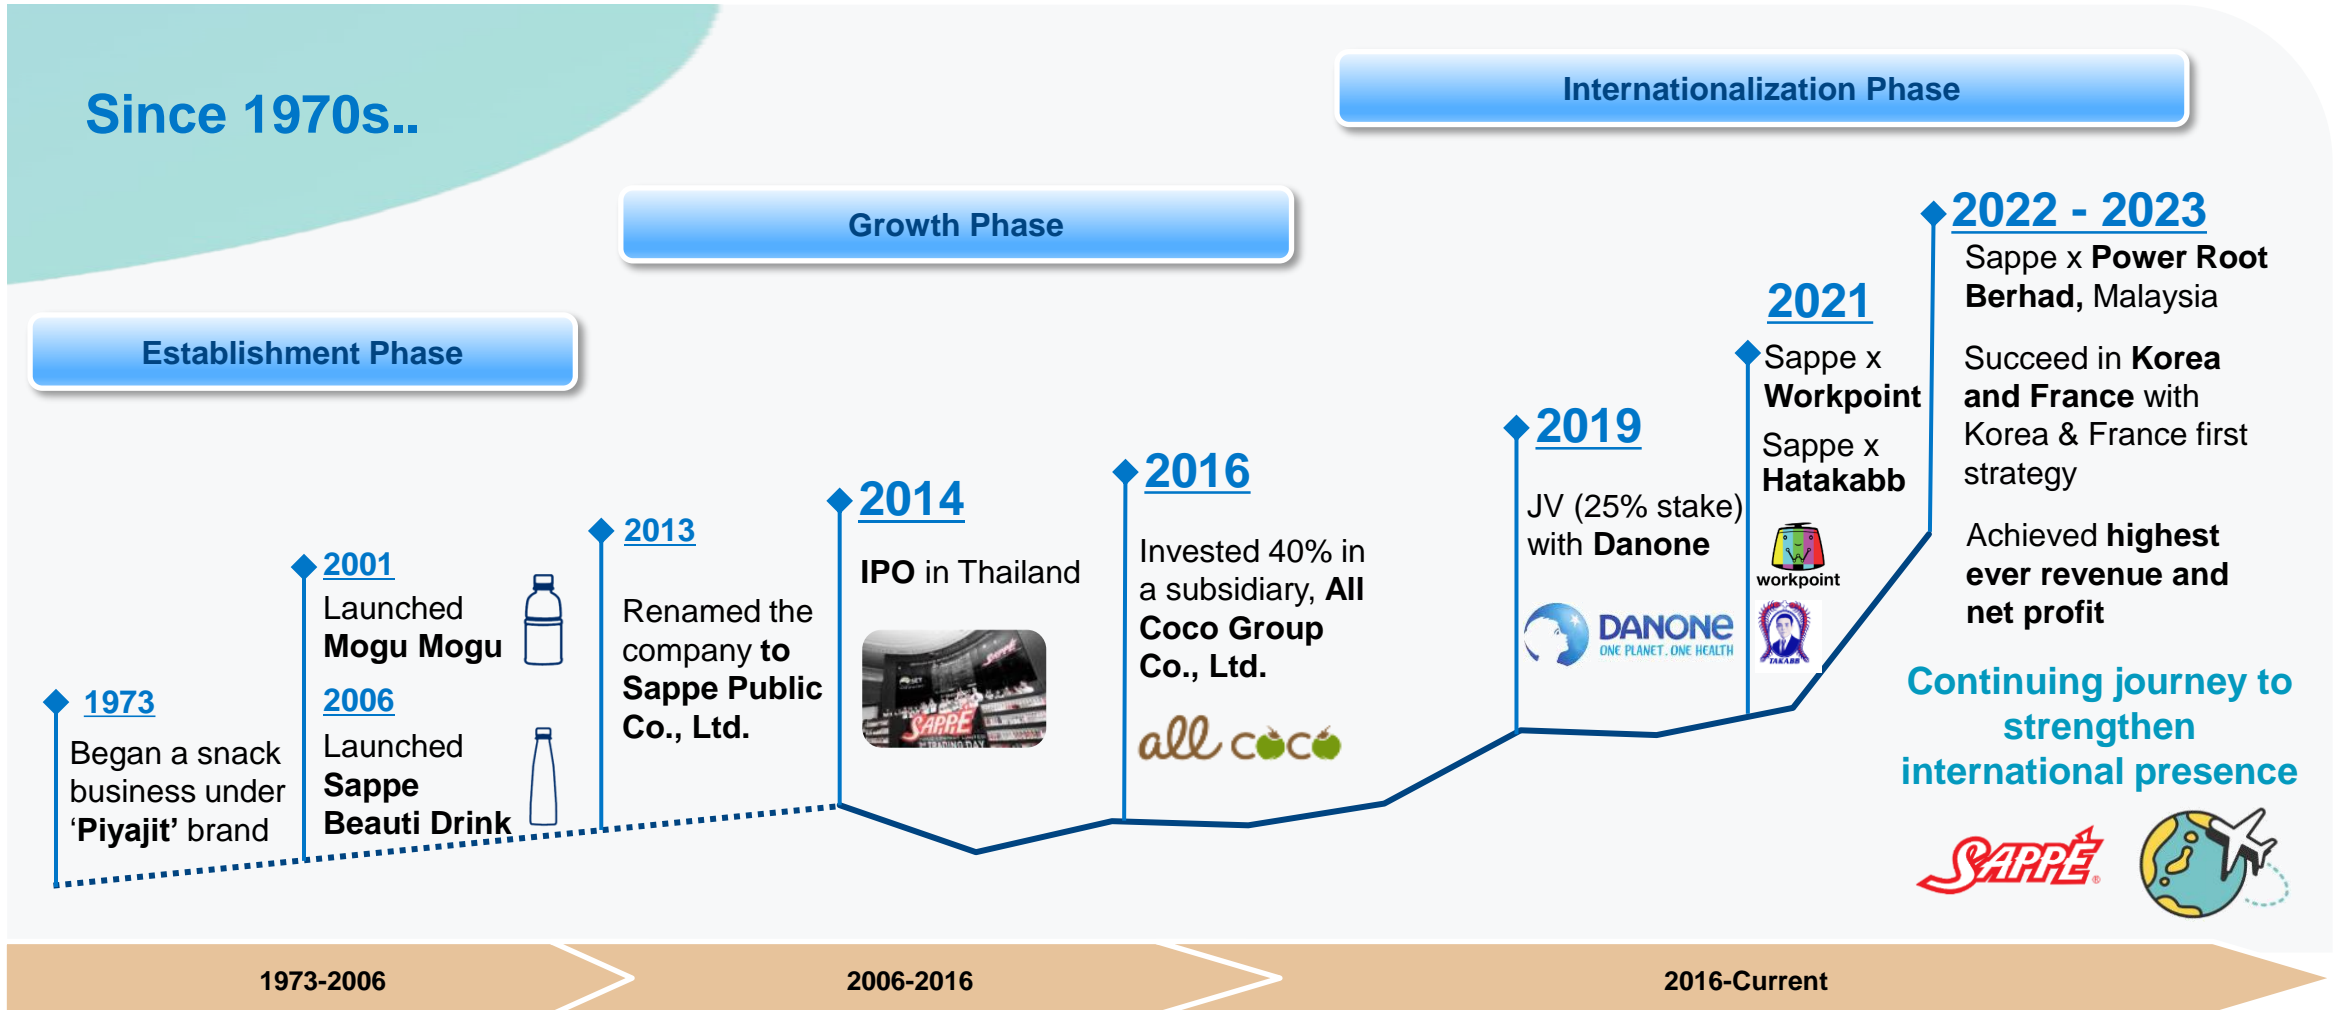 Since 1970s..
Internationalization Phase
Growth Phase
Establishment Phase
1973
Began a snack
business under
‘Piyajit’ brand
2001
Launched
Mogu Mogu
2006
Launched
Sappe
Beauti Drink
2013
Renamed the
company to
Sappe Public
Co., Ltd.
2014
IPO in Thailand
SET
SAPPE
TRADING DAY
2016
Invested 40% in
a subsidiary, All
Coco Group
Co., Ltd.
all coco
2019
JV (25% stake)
with Danone
DANONE
ONE PLANET. ONE HEALTH
2021
Sappe x
Workpoint
Sappe x
Hatakabb
workpoint
TAKABB
2022 - 2023
Sappe x Power Root
Berhad, Malaysia
Succeed in Korea
and France with
Korea & France first
strategy
Achieved highest
ever revenue and
net profit
Continuing journey to
strengthen
international presence
SAPPÉ®
1973-2006
2006-2016
2016-Current